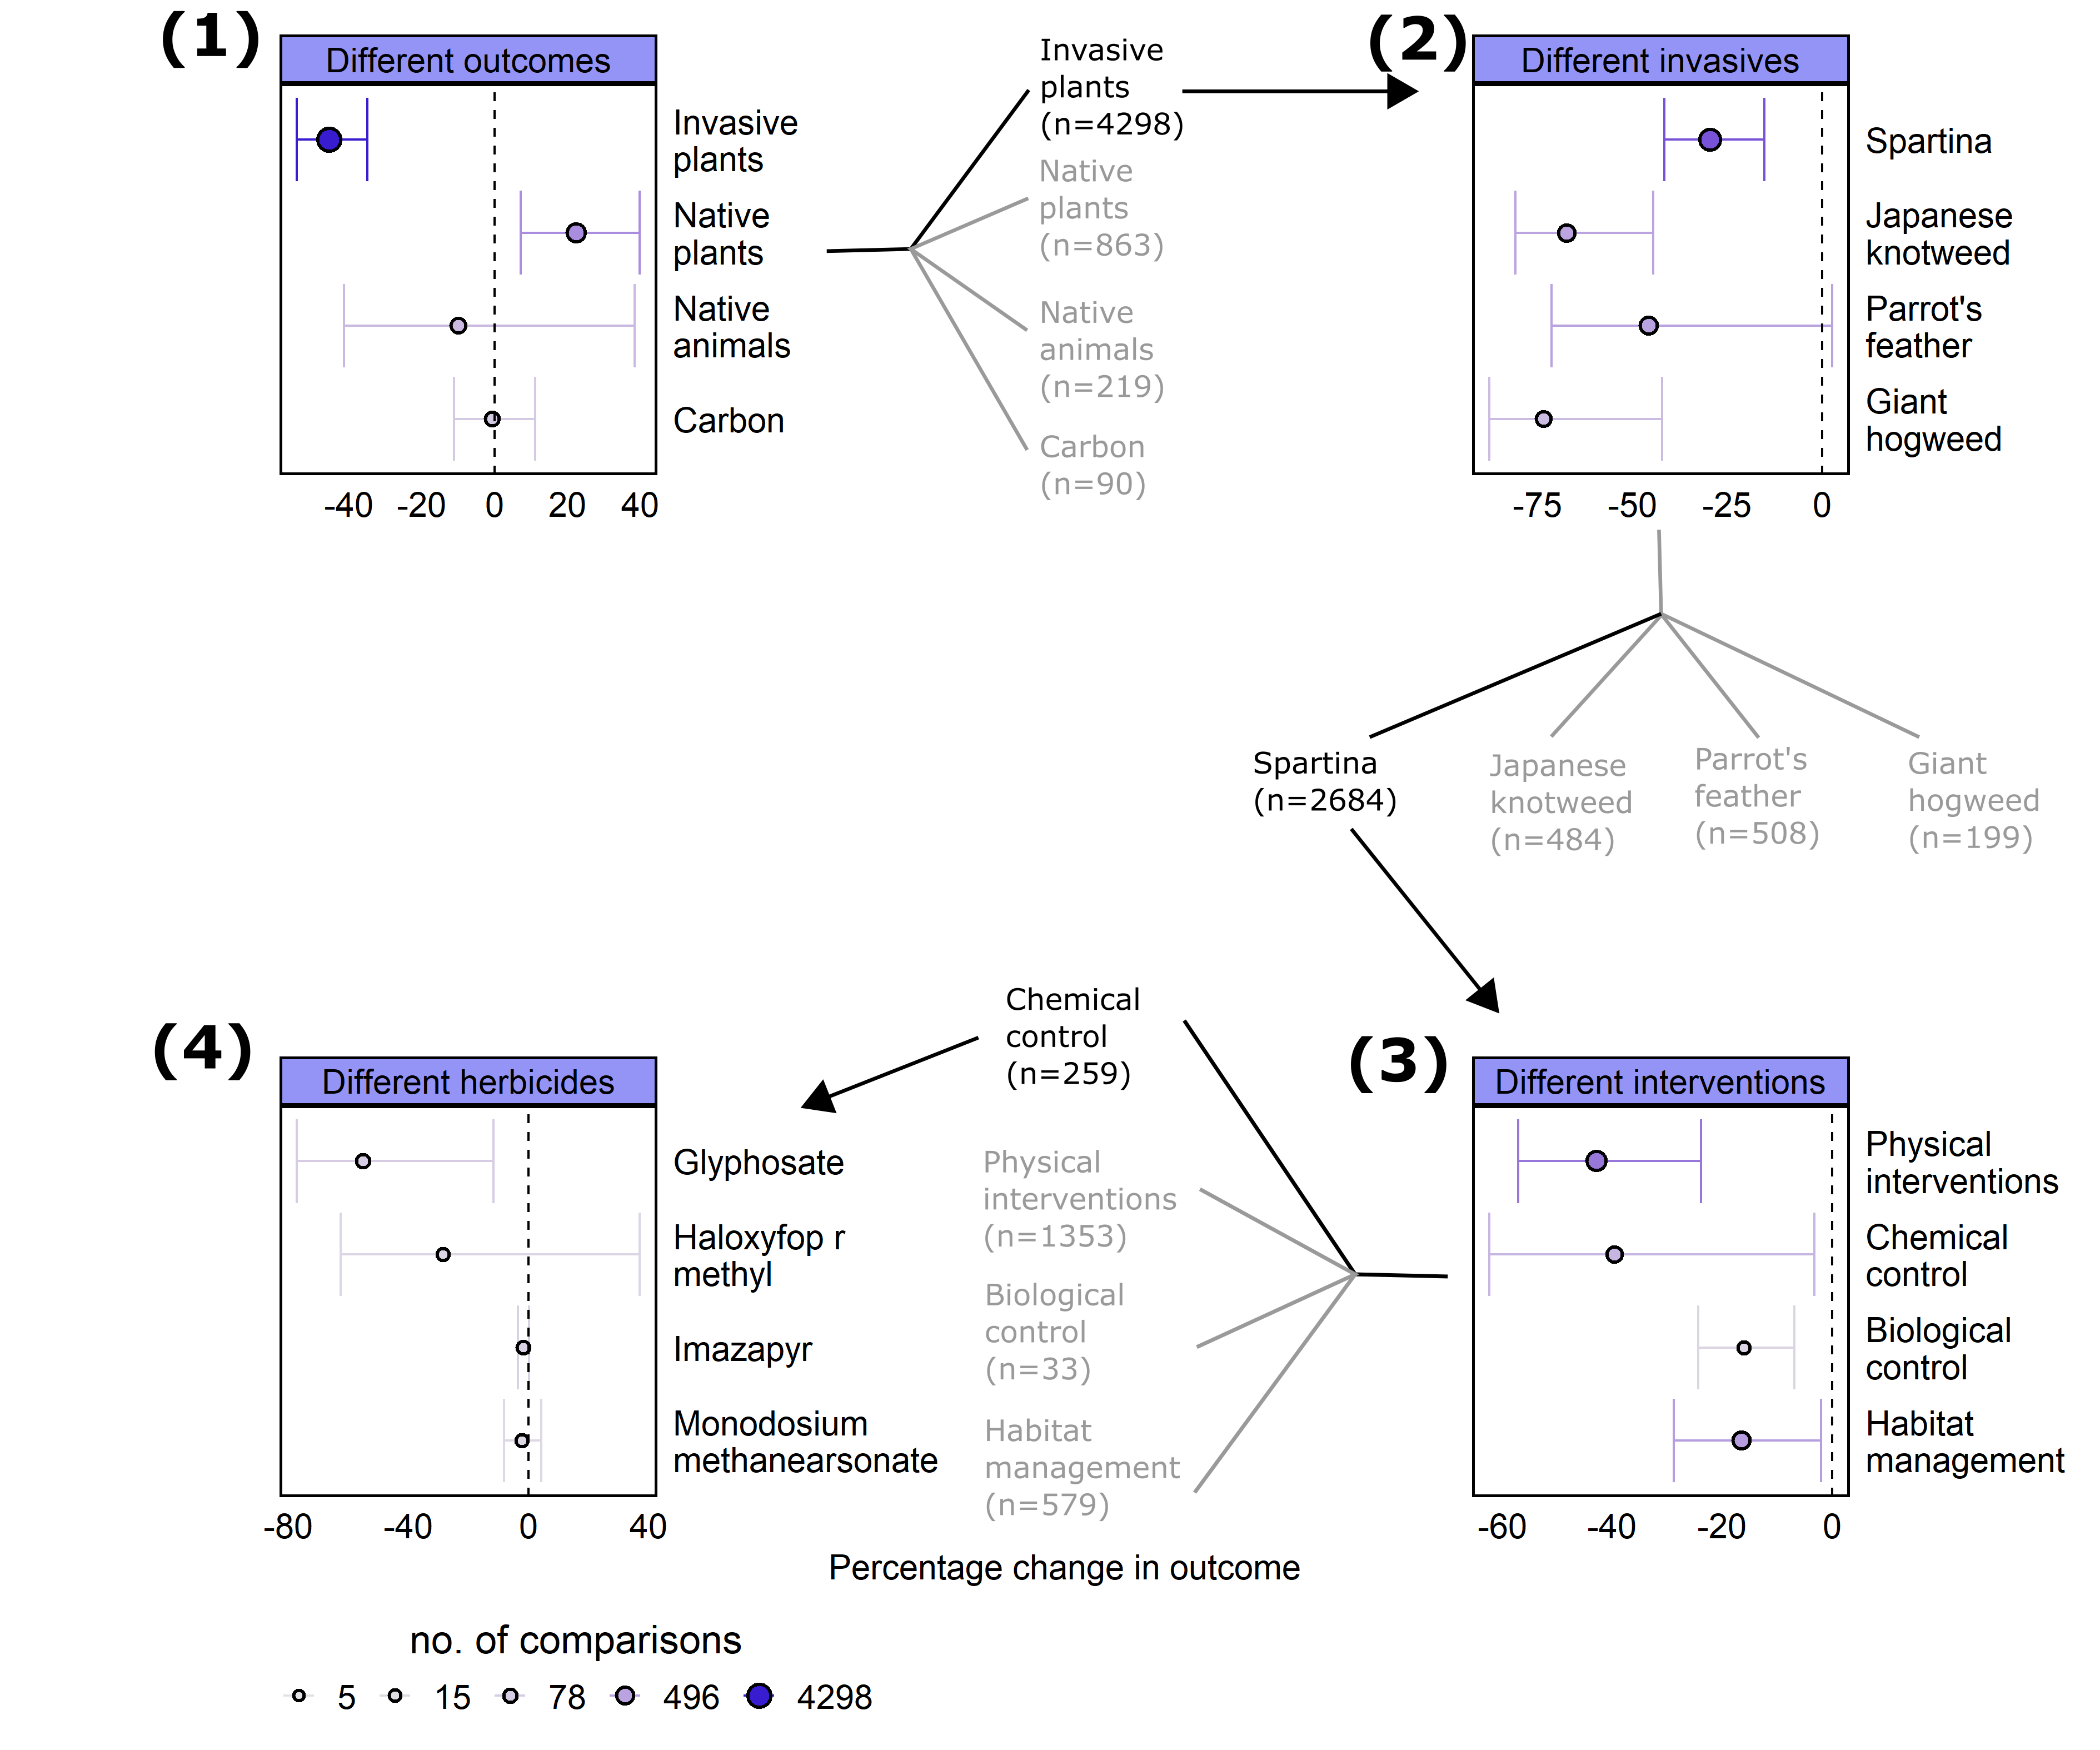 (1)
Different outcomes
Invasive
plants
Native
plants
Native
animals
Carbon
-40 -20 0 20 40
Invasive
plants
(n=4298)
Native
plants
(n=863)
Native
animals
(n=219)
Carbon
(n=90)
(2)
Different invasives
Spartina
Japanese
knotweed
Parrot's
feather
Giant
hogweed
-75 -50 -25 0
Spartina
(n=2684)
Japanese
knotweed
(n=484)
Parrot's
feather
(n=508)
Giant
hogweed
(n=199)
(3)
Different interventions
Physical
interventions
Chemical
control
Biological
control
Habitat
management
-60 -40 -20 0
Chemical
control
(n=259)
Physical
interventions
(n=1353)
Biological
control
(n=33)
Habitat
management
(n=579)
(4)
Different herbicides
Glyphosate
Haloxyfop r
methyl
Imazapyr
Monodosium
methanearsonate
-80 -40 0 40
Percentage change in outcome
no. of comparisons
5 15 78 496 4298